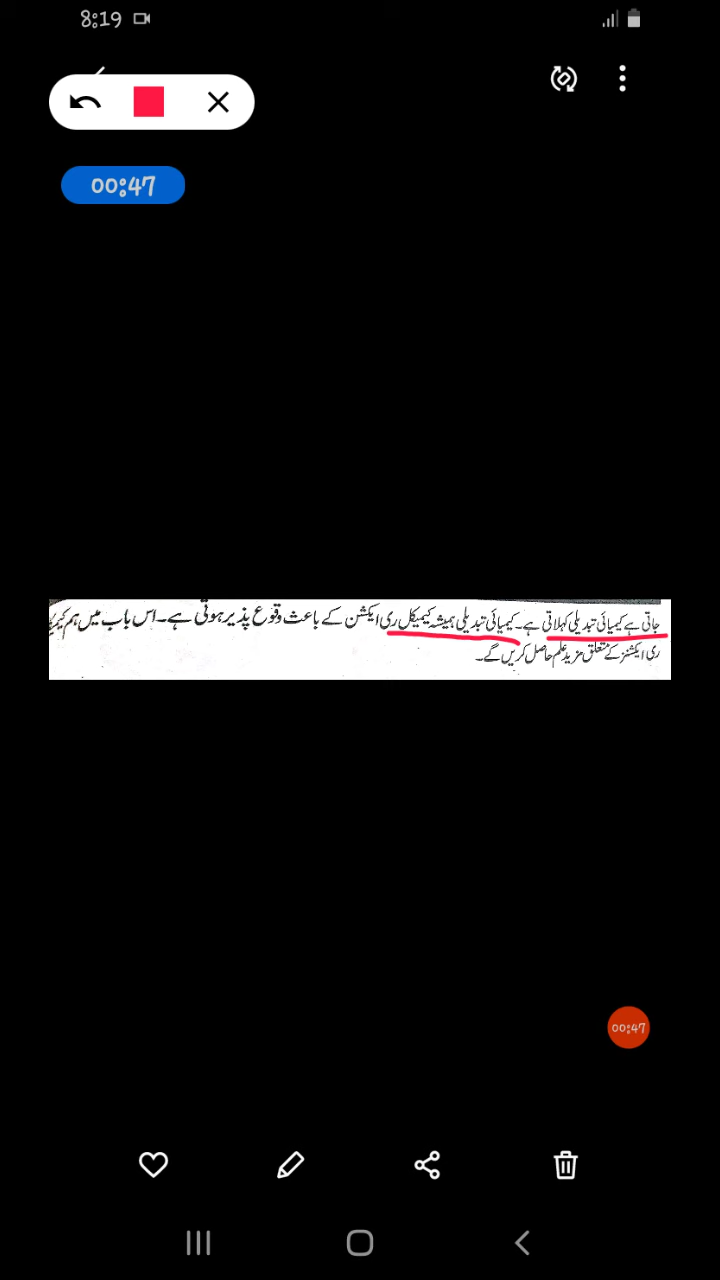 8:19
00:47
جاتی ہے کیمیائی تبدیلی کہلاتی ہے۔ کیمیائی تبدیلی ہمیشہ کیمیکل ری ایکشن کے باعث وقوع پذیر ہوتی ہے۔ اس باب میں ہم
ری ایکشنز کے متعلق مزید علم حاصل کریں گے۔
00:47